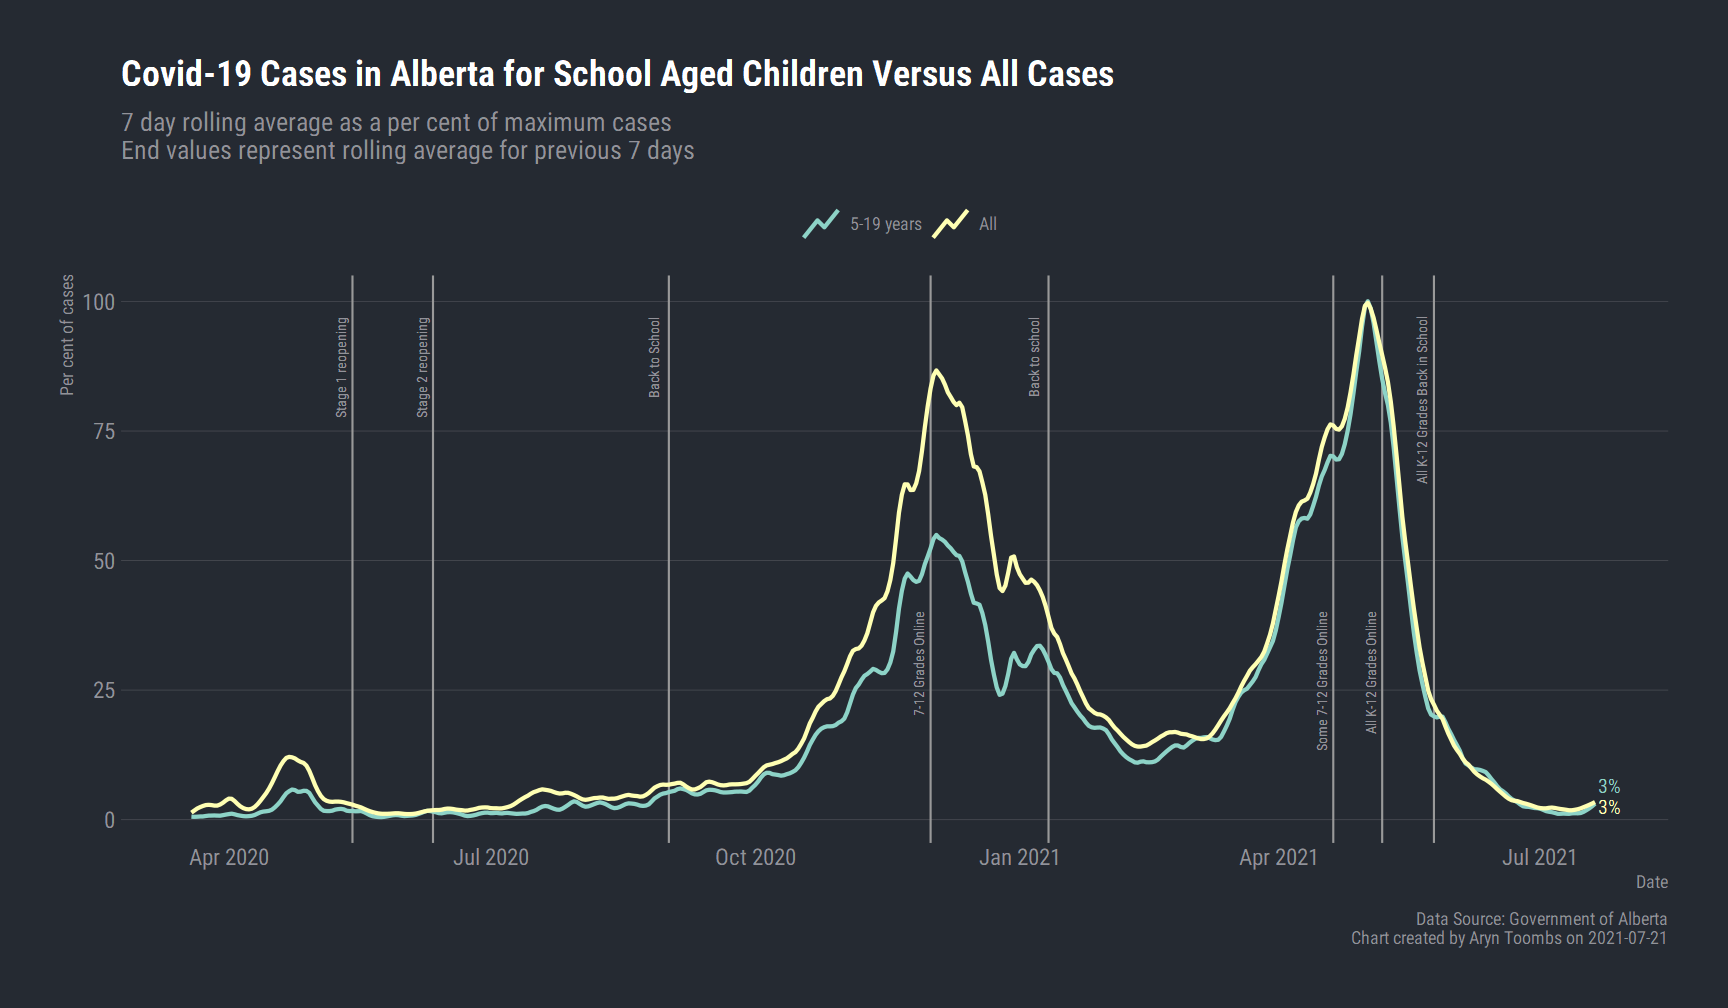 Covid-19 Cases in Alberta for School Aged Children Versus All Cases
7 day rolling average as a per cent of maximum cases
End values represent rolling average for previous 7 days
5-19 years
All
Per cent of cases
100
75
50
25
0
Stage 1 reopening
Stage 2 reopening
Back to School
7-12 Grades Online
Back to school
Some 7-12 Grades Online
All K-12 Grades Online
All K-12 Grades Back in School
3%
3%
Apr 2020
Jul 2020
Oct 2020
Jan 2021
Apr 2021
Jul 2021
Date
Data Source: Government of Alberta
Chart created by Aryn Toombs on 2021-07-21